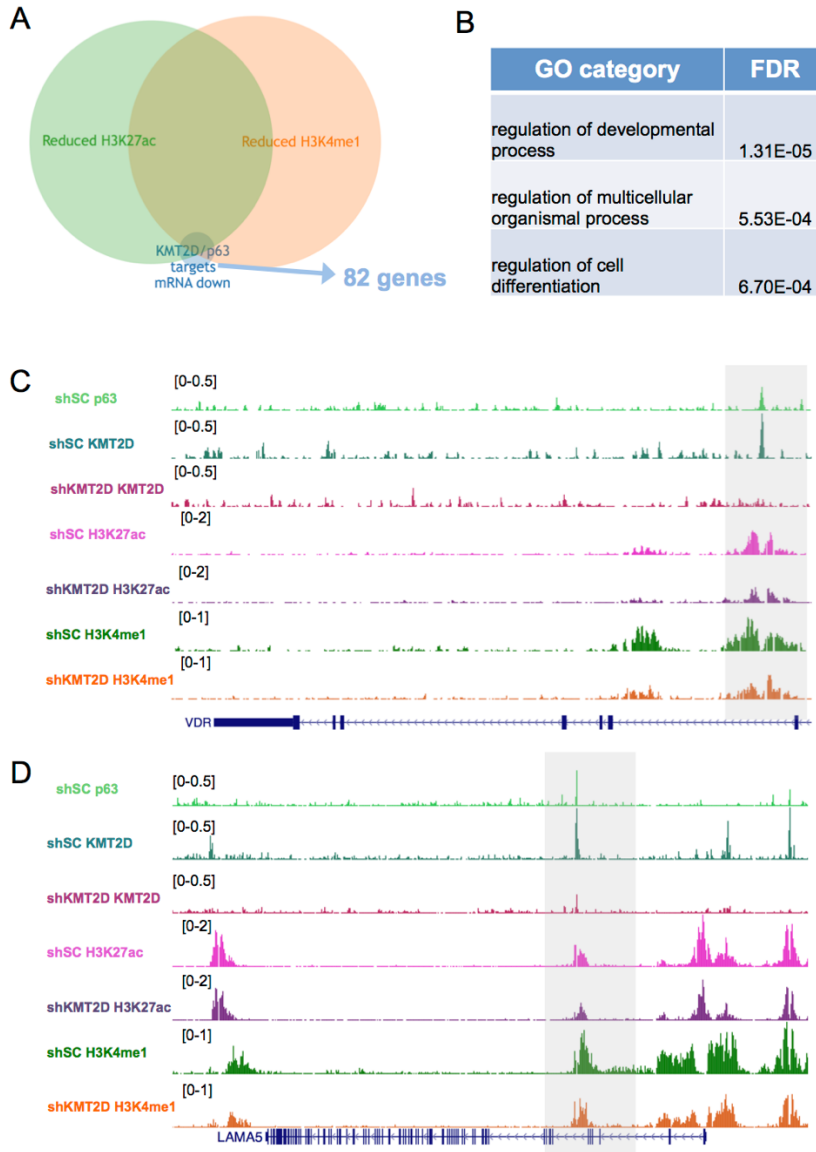 A
Reduced H3K27ac
Reduced H3K4me1
KMT2D/p63
targets
mRNA down
82 genes
B
GO category FDR
regulation of developmental
process 1.31E-05
regulation of multicellular
organismal process 5.53E-04
regulation of cell
differentiation 6.70E-04
C
[0-0.5]
shSC p63
[0-0.5]
shSC KMT2D
[0-0.5]
shKMT2D KMT2D
[0-2]
shSC H3K27ac
[0-2]
shKMT2D H3K27ac
[0-1]
shSC H3K4me1
[0-1]
shKMT2D H3K4me1
VDR
D
[0-0.5]
shSC p63
[0-0.5]
shSC KMT2D
[0-0.5]
shKMT2D KMT2D
[0-2]
shSC H3K27ac
[0-2]
shKMT2D H3K27ac
[0-1]
shSC H3K4me1
[0-1]
shKMT2D H3K4me1
LAMA5